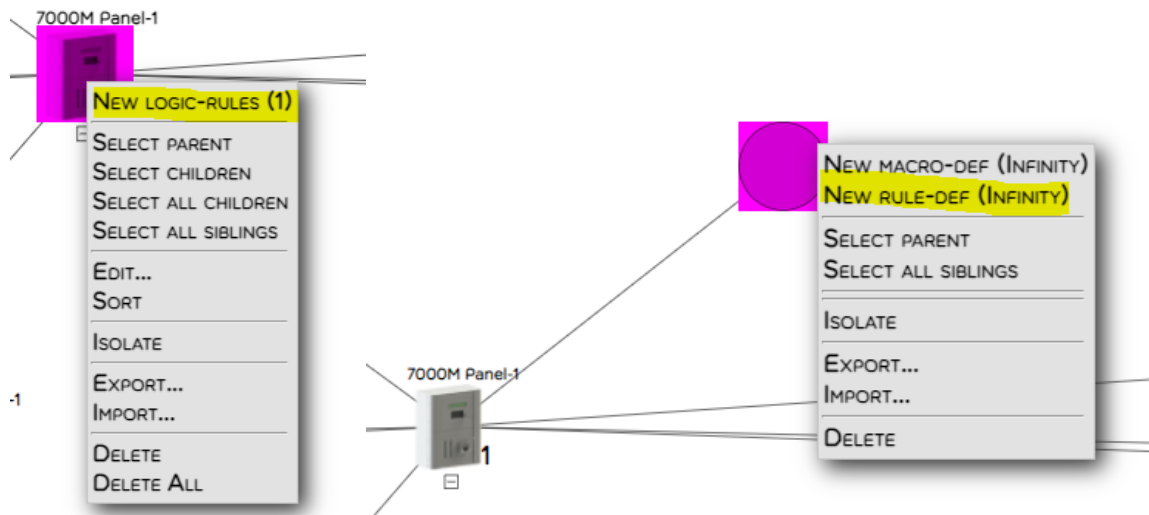 7000M Panel-1
New logic-rules (1)
Select parent
Select children
Select all children
Select all siblings
Edit...
Sort
Isolate
Export...
Import...
Delete
Delete All
-1
New macro-def (Infinity)
New rule-def (Infinity)
Select parent
Select all siblings
Isolate
Export...
Import...
Delete
7000M Panel-1
1